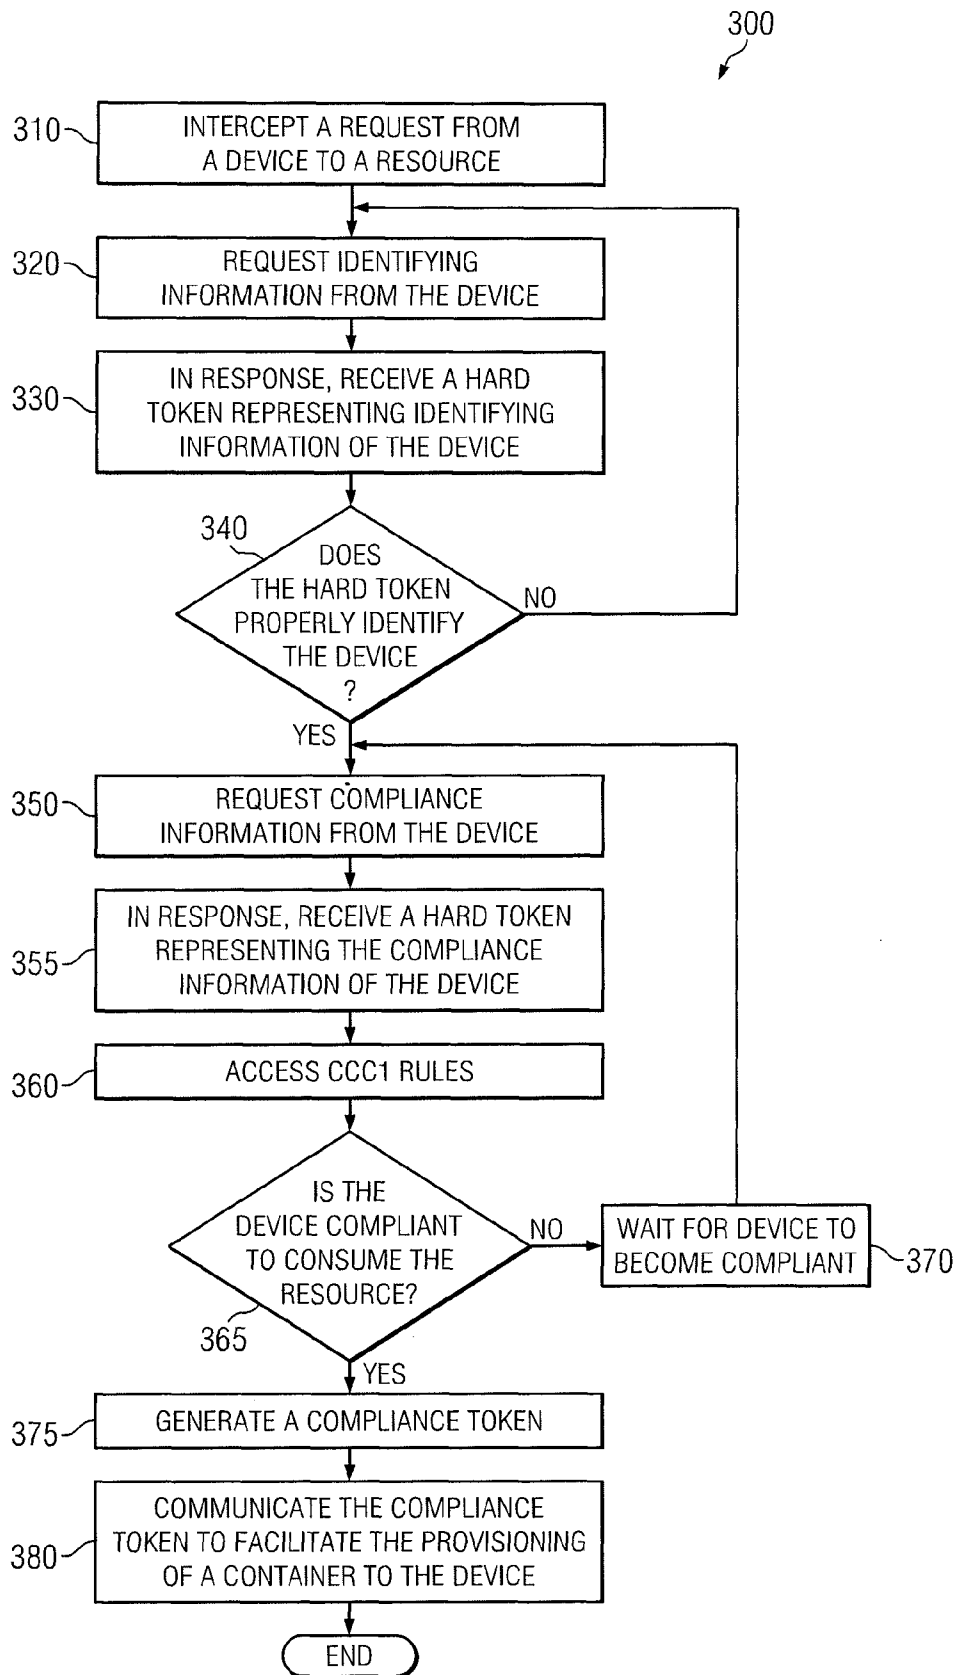 300
310
INTERCEPT A REQUEST FROM
A DEVICE TO A RESOURCE
320
REQUEST IDENTIFYING
INFORMATION FROM THE DEVICE
330
IN RESPONSE, RECEIVE A HARD
TOKEN REPRESENTING IDENTIFYING
INFORMATION OF THE DEVICE
340
DOES
THE HARD TOKEN
PROPERLY IDENTIFY
THE DEVICE
?
NO
YES
350
REQUEST COMPLIANCE
INFORMATION FROM THE DEVICE
355
IN RESPONSE, RECEIVE A HARD TOKEN
REPRESENTING THE COMPLIANCE
INFORMATION OF THE DEVICE
360
ACCESS CCC1 RULES
IS THE
DEVICE COMPLIANT
TO CONSUME THE
RESOURCE?
365
NO
WAIT FOR DEVICE TO
BECOME COMPLIANT
370
YES
375
GENERATE A COMPLIANCE TOKEN
380
COMMUNICATE THE COMPLIANCE
TOKEN TO FACILITATE THE PROVISIONING
OF A CONTAINER TO THE DEVICE
END